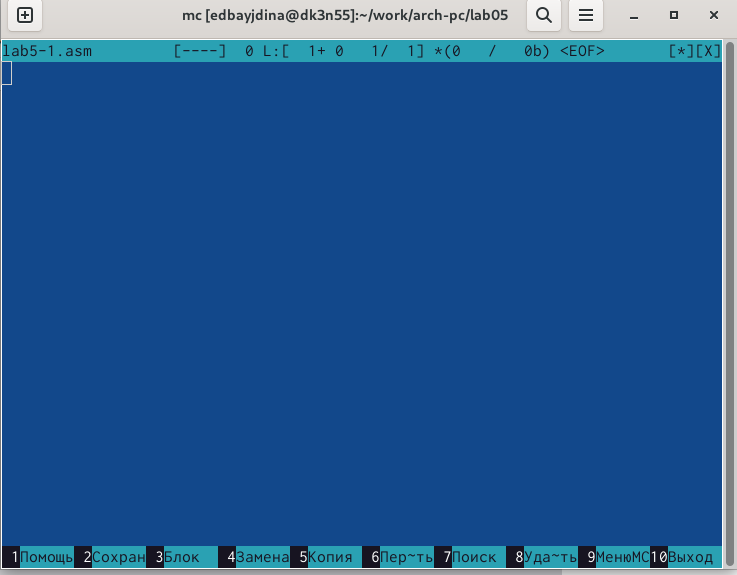 mc [edbayjdina@dk3n55]:~/work/arch-pc/lab05
lab5-1.asm [----] 0 L:[ 1+ 0 1/ 1] *(0 / 0b) <EOF> [*][X]
1Помощь 2Сохран 3Блок 4Замена 5Копия 6Пер~ть 7Поиск 8Уда~ть 9МенюMC 10Выход